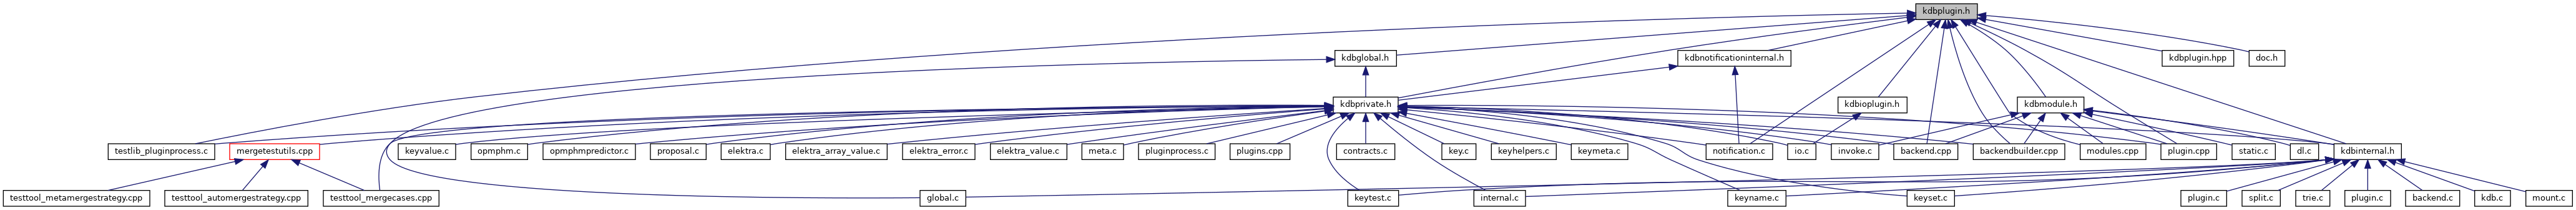 kdbplugin.h
kdbglobal.h
kdbnotificationinternal.h
kdbplugin.hpp
doc.h
kdbprivate.h
kdbioplugin.h
kdbmodule.h
testlib_pluginprocess.c
mergetestutils.cpp
keyvalue.c
opmphm.c
opmphmpredictor.c
proposal.c
elektra.c
elektra_array_value.c
elektra_error.c
elektra_value.c
meta.c
pluginprocess.c
plugins.cpp
contracts.c
key.c
keyhelpers.c
keymeta.c
notification.c
io.c
invoke.c
backend.cpp
backendbuilder.cpp
modules.cpp
plugin.cpp
static.c
dl.c
kdbinternal.h
testtool_metamergestrategy.cpp
testtool_automergestrategy.cpp
testtool_mergecases.cpp
global.c
keytest.c
internal.c
keyname.c
keyset.c
plugin.c
split.c
trie.c
plugin.c
backend.c
kdb.c
mount.c